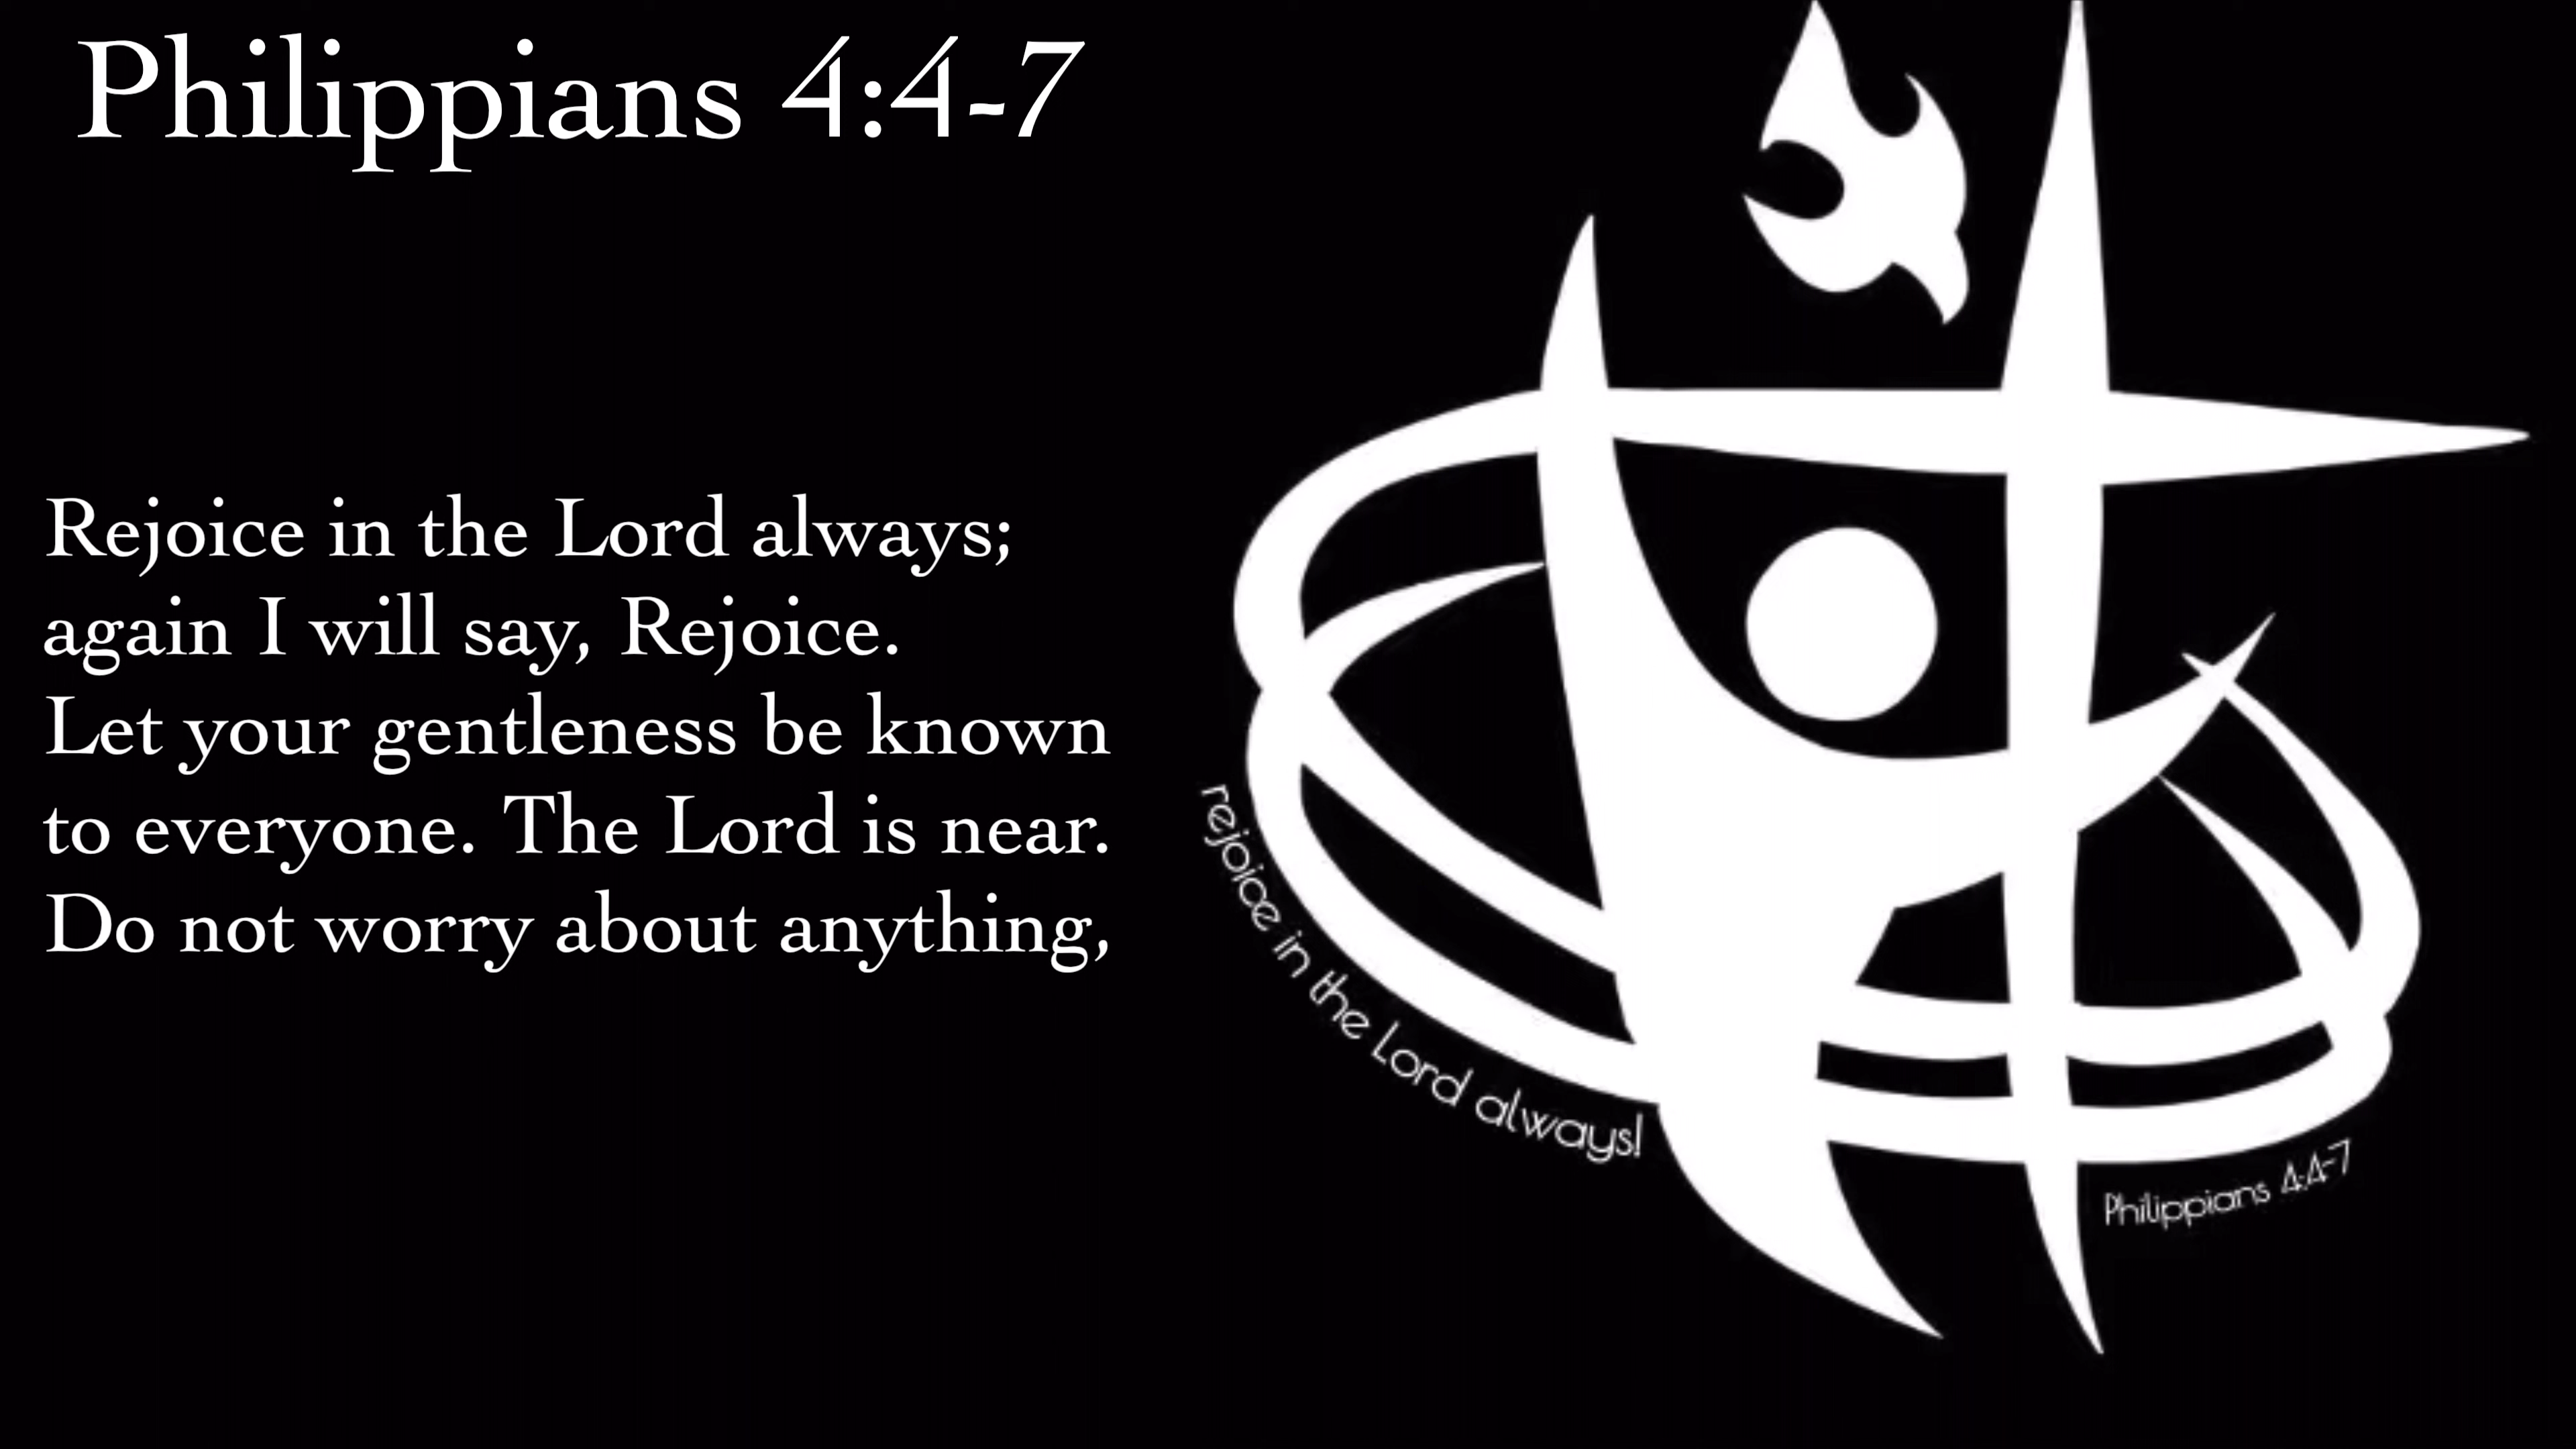 Philippians 4:4-7
Rejoice in the Lord always;
again I will say, Rejoice.
Let your gentleness be known
to everyone. The Lord is near.
Do not worry about anything,
rejoice in the Lord always!
Philippians 4:4-7